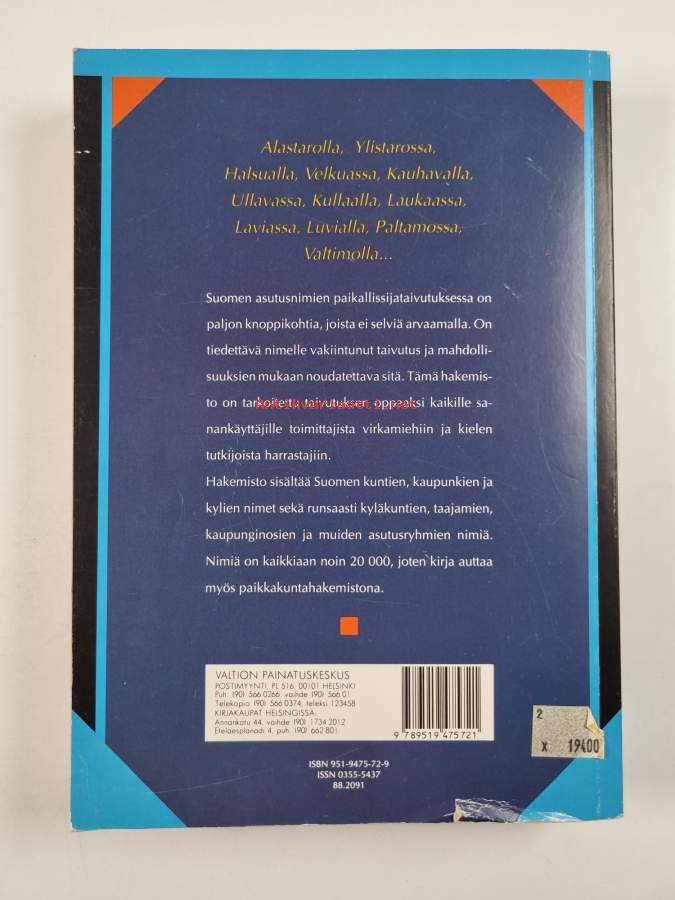 Alastarolla, Ylistarossa,
Halsualla, Velkuassa, Kauhavalla,
Ullavassa, Kullaalla, Laukaassa,
Laviassa, Luvialla, Paltamossa,
Valtimolla...
Suomen asutusnimien paikallissijataivutuksessa on
paljon knoppikohtia, joista ei selviä arvaamalla. On
tiedettävä nimelle vakiintunut taivutus ja mahdolli-
suuksien mukaan noudatettava sitä. Tämä hakemis-
to on tarkoitettu taivutuksen oppaaksi kaikille sa-
nankäyttäjille toimittajista virkamiehiin ja kielen
tutkijoista harrastajiin.
Hakemisto sisältää Suomen kuntien, kaupunkien ja
kylien nimet sekä runsaasti kyläkuntien, taajamien,
kaupunginosien ja muiden asutusryhmien nimiä.
Nimiä on kaikkiaan noin 20 000, joten kirja auttaa
myös paikkakuntahakemistona.
VALTION PAINATUSKESKUS
POSTIMYYNTI, PL 516, 00101 HELSINKI
Puh. (90) 566 0266, vaihde (90) 566 01
Telekopio (90) 566 0374, teleksi 123458
KIRJAKAUPAT HELSINGISSÄ:
Annankatu 44, vaihde (90) 1734 2012
Eteläesplanadi 4, puh. (90) 662 801
9 789519 475721
2
x 19400
ISBN 951-9475-72-9
ISSN 0355-5437
88.2091